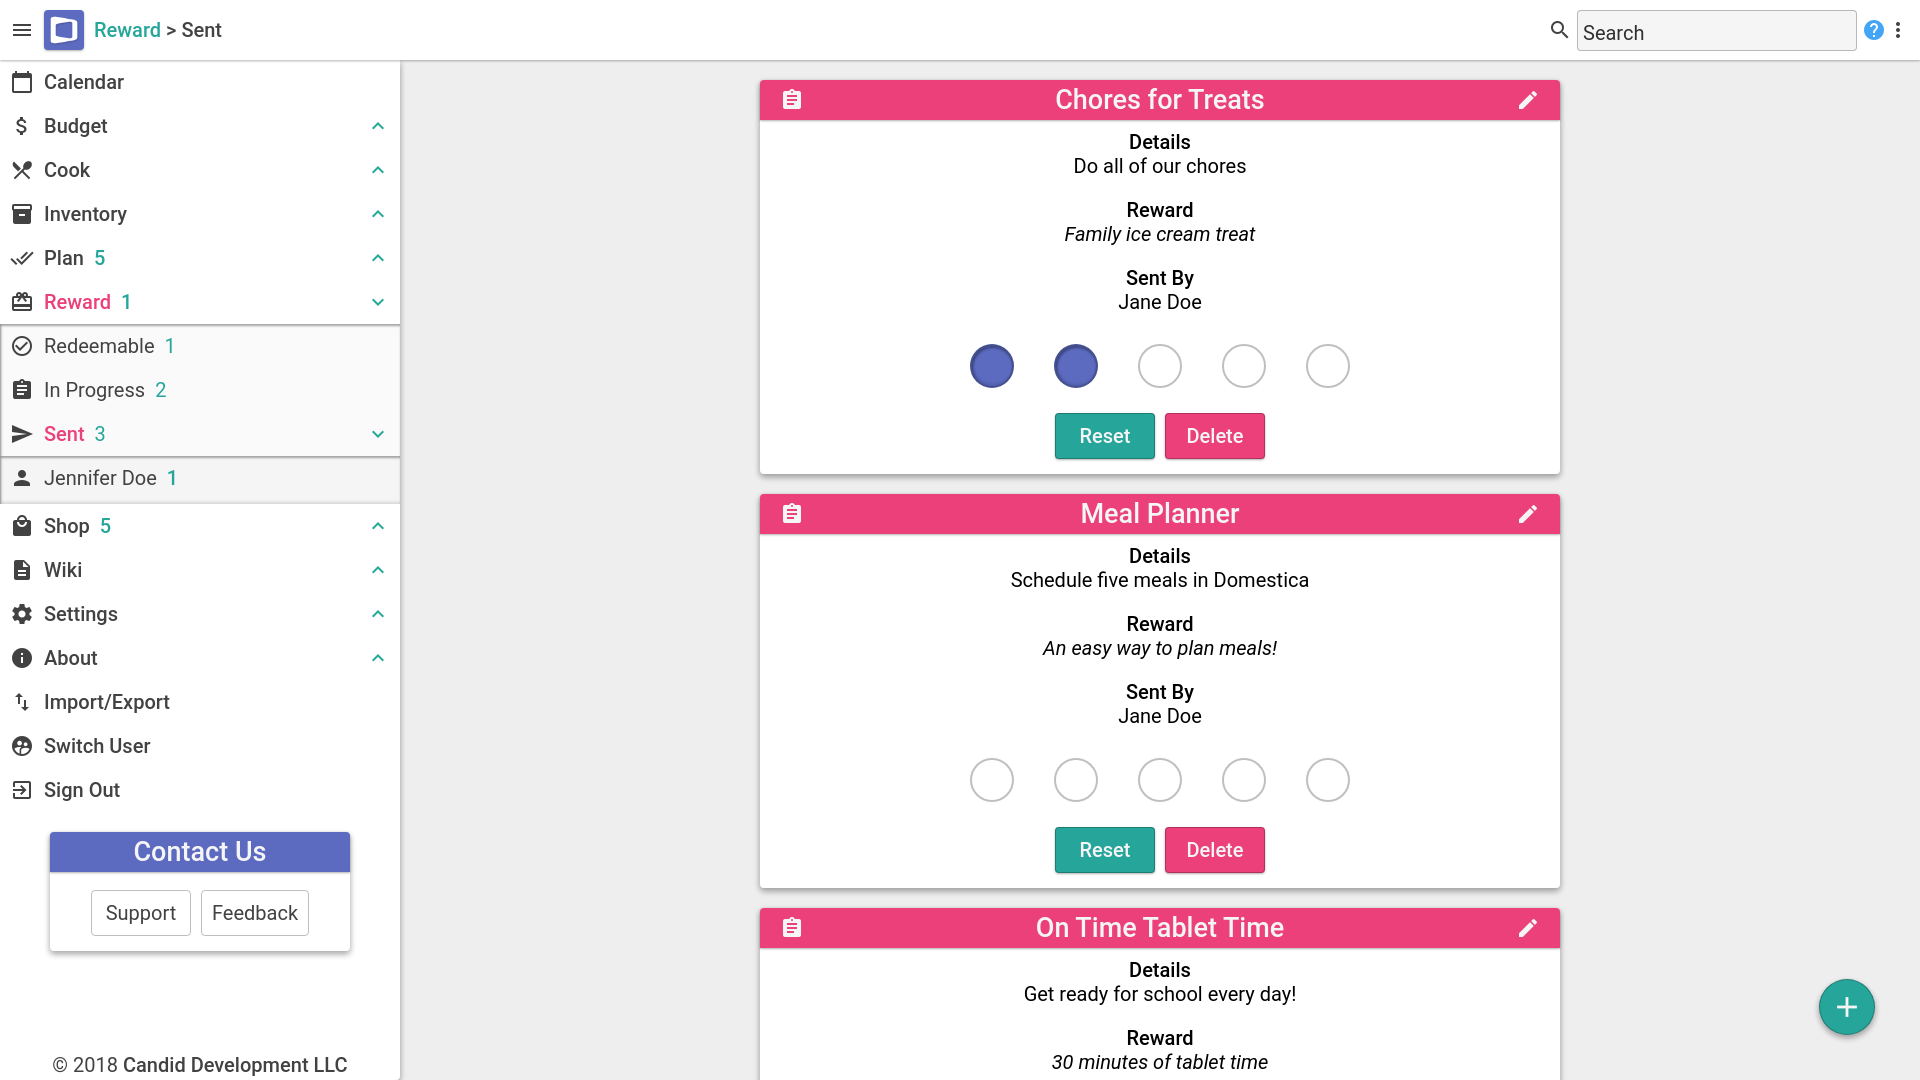 Reward > Sent
Search
?
Calendar
Budget
Cook
Inventory
Plan 5
Reward 1
Redeemable 1
In Progress 2
Sent 3
Jennifer Doe 1
Shop 5
Wiki
Settings
About
Import/Export
Switch User
Sign Out
Contact Us
Support Feedback
© 2018 Candid Development LLC
Chores for Treats
Details
Do all of our chores
Reward
Family ice cream treat
Sent By
Jane Doe
Reset Delete
Meal Planner
Details
Schedule five meals in Domestica
Reward
An easy way to plan meals!
Sent By
Jane Doe
Reset Delete
On Time Tablet Time
Details
Get ready for school every day!
Reward
30 minutes of tablet time